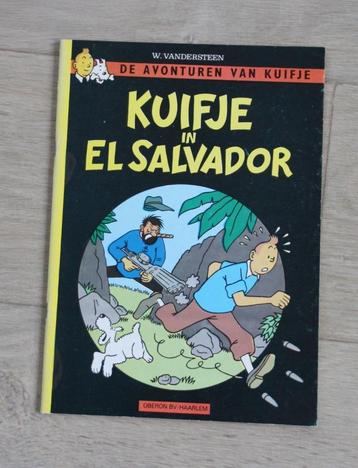 W. VANDERSTEEN
DE AVONTUREN VAN KUIFJE
KUIFJE
IN
EL SALVADOR
OBERON BV-HAARLEM